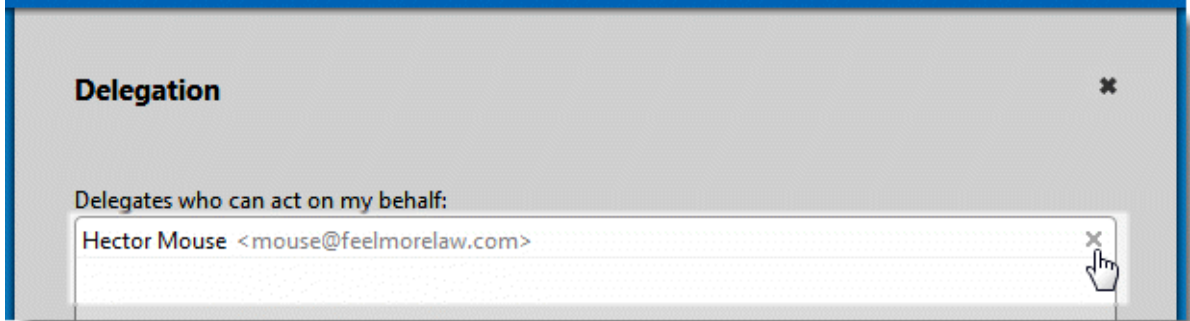 Delegation
Delegates who can act on my behalf:
Hector Mouse <mouse@feelmorelaw.com>